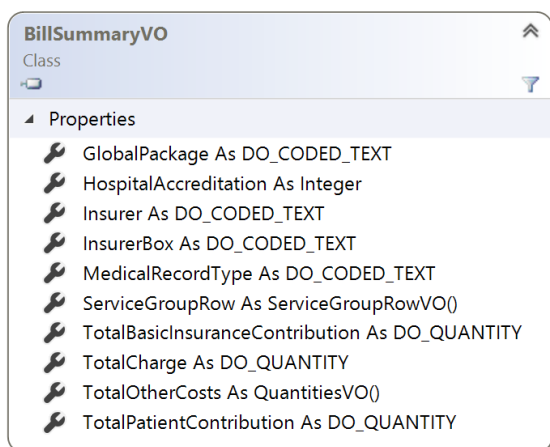 BillSummaryVO
Class
Properties
GlobalPackage As DO_CODED_TEXT
HospitalAccreditation As Integer
Insurer As DO_CODED_TEXT
InsurerBox As DO_CODED_TEXT
MedicalRecordType As DO_CODED_TEXT
ServiceGroupRow As ServiceGroupRowVO()
TotalBasicInsuranceContribution As DO_QUANTITY
TotalCharge As DO_QUANTITY
TotalOtherCosts As QuantitiesVO()
TotalPatientContribution As DO_QUANTITY